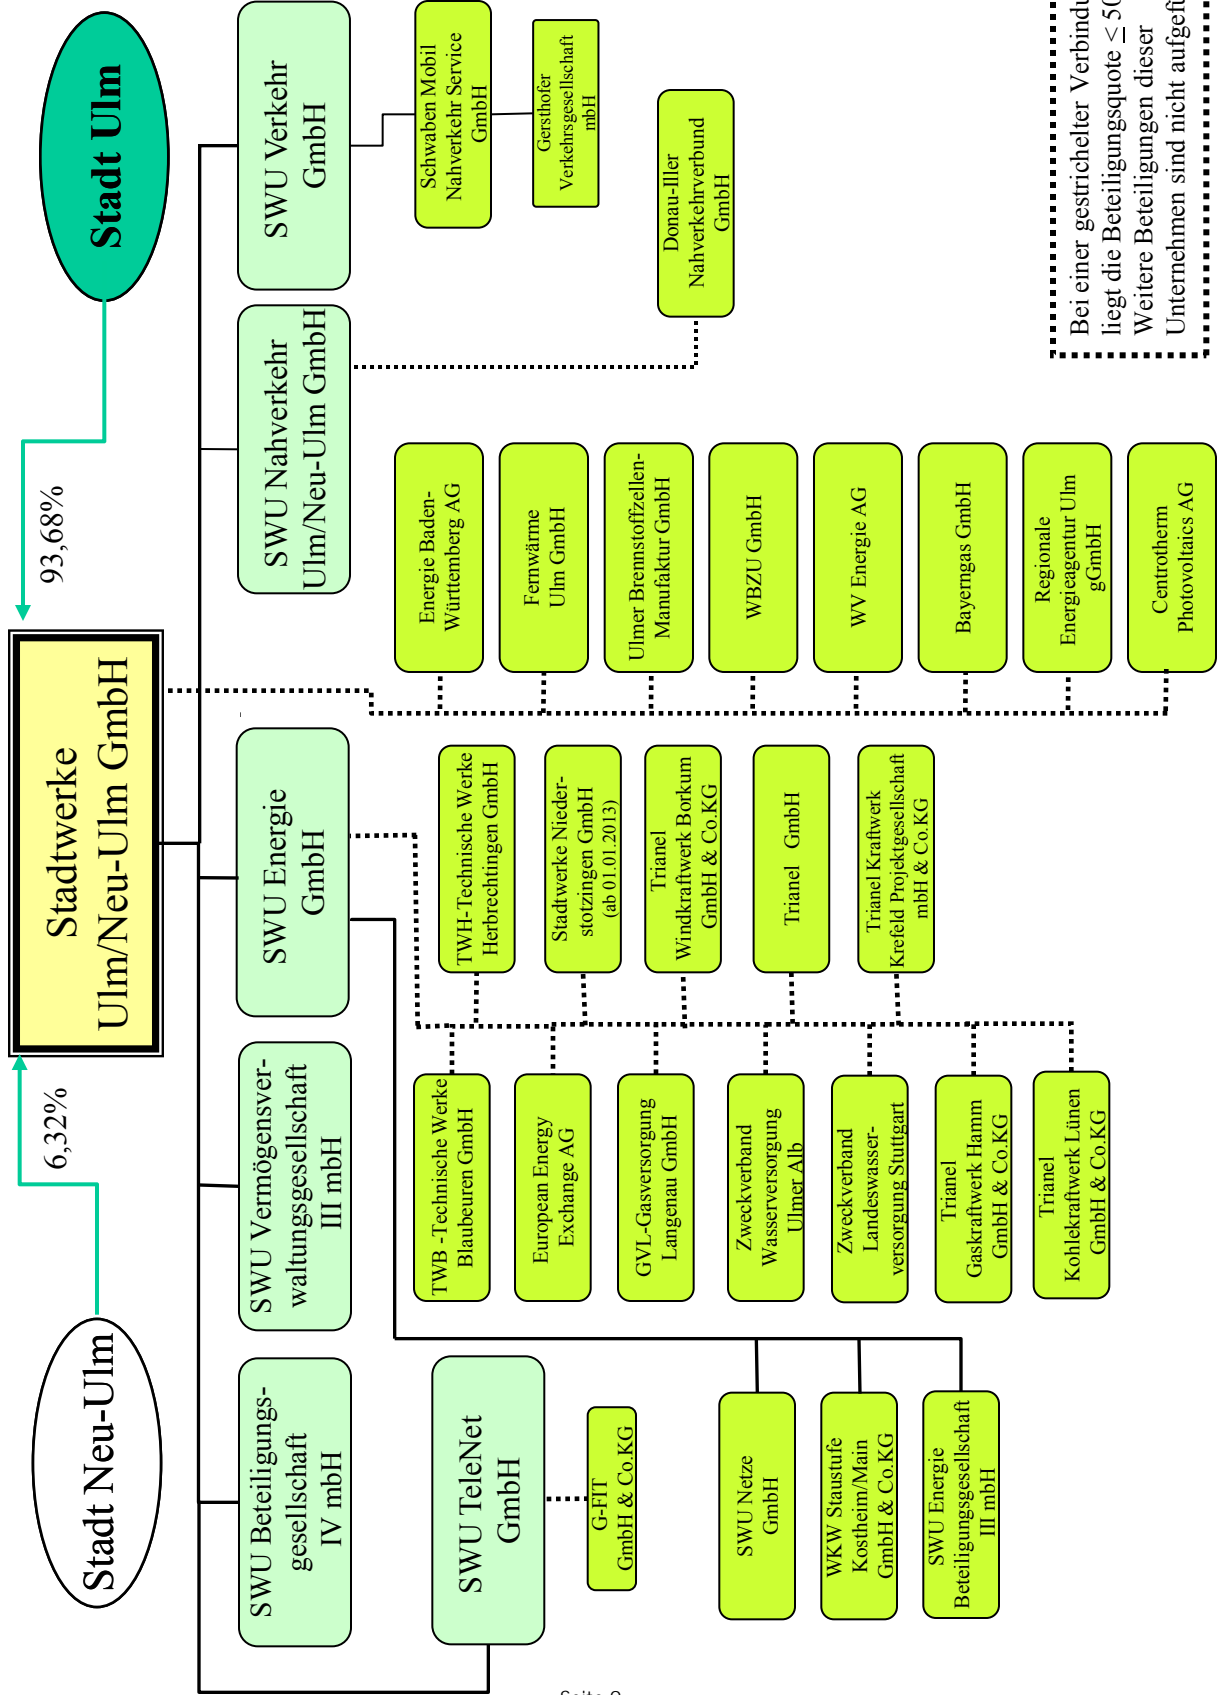 Stadt Neu-Ulm
6,32%
Stadtwerke
Ulm/Neu-Ulm GmbH
93,68%
Stadt Ulm
SWU Beteiligungs-
gesellschaft
IV mbH
SWU Vermögensver-
waltungsgesellschaft
III mbH
SWU Energie
GmbH
SWU Nahverkehr
Ulm/Neu-Ulm GmbH
SWU Verkehr
GmbH
SWU TeleNet
GmbH
G-FIT
GmbH & Co.KG
SWU Netze
GmbH
WKW Staustufe
Kostheim/Main
GmbH & Co.KG
SWU Energie
Beteiligungsgesellschaft
III mbH
TWB -Technische Werke
Blaubeuren GmbH
European Energy
Exchange AG
GVL-Gasversorgung
Langenau GmbH
Zweckverband
Wasserversorgung
Ulmer Alb
Zweckverband
Landeswasser-
versorgung Stuttgart
Trianel
Gaskraftwerk Hamm
GmbH & Co.KG
Trianel
Kohlekraftwerk Lünen
GmbH & Co.KG
TWH-Technische Werke
Herbrechtingen GmbH
Stadtwerke Nieder-
stotzingen GmbH
(ab 01.01.2013)
Trianel
Windkraftwerk Borkum
GmbH & Co.KG
Trianel GmbH
Trianel Kraftwerk
Krefeld Projektgesellschaft
mbH & Co.KG
Energie Baden-
Württemberg AG
Fernwärme
Ulm GmbH
Ulmer Brennstoffzellen-
Manufaktur GmbH
WBZU GmbH
WV Energie AG
Bayerngas GmbH
Regionale
Energieagentur Ulm
gGmbH
Centrotherm
Photovoltaics AG
Schwaben Mobil
Nahverkehr Service
GmbH
Gersthofer
Verkehrsgesellschaft
mbH
Donau-Iller
Nahverkehrverbund
GmbH
Bei einer gestrichelter Verbindu
liegt die Beteiligungsquote ≤ 50
Weitere Beteiligungen dieser
Unternehmen sind nicht aufgefü